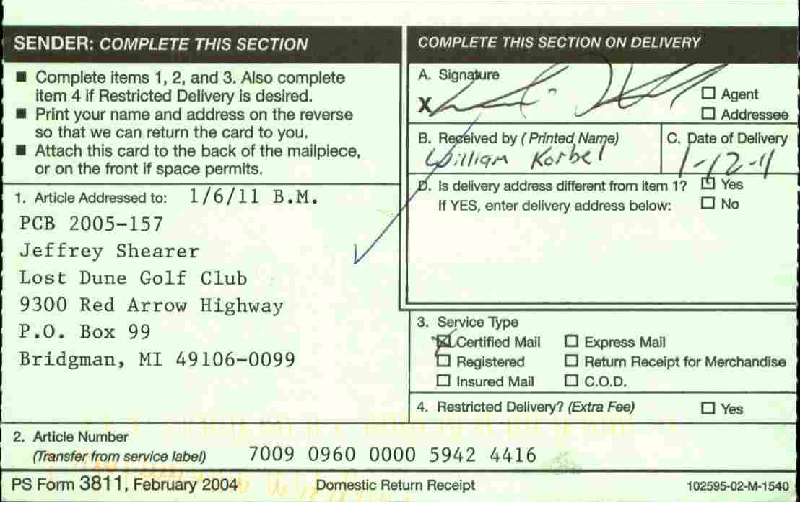 SENDER: COMPLETE THIS SECTION
■ Complete items 1, 2, and 3. Also complete
item 4 if Restricted Delivery is desired.
■ Print your name and address on the reverse
so that we can return the card to you.
■ Attach this card to the back of the mailpiece,
or on the front if space permits.
1. Article Addressed to: 1/6/11 B.M.
PCB 2005-157
Jeffrey Shearer
Lost Dune Golf Club
9300 Red Arrow Highway
P.O. Box 99
Bridgman, MI 49106-0099
COMPLETE THIS SECTION ON DELIVERY
A. Signature
X
☐ Agent
☐ Addressee
B. Received by (Printed Name) C. Date of Delivery
William Korbel 1-12-11
D. Is delivery address different from item 1? ☐ Yes
If YES, enter delivery address below: ☐ No
3. Service Type
☒ Certified Mail ☐ Express Mail
☐ Registered ☐ Return Receipt for Merchandise
☐ Insured Mail ☐ C.O.D.
4. Restricted Delivery? (Extra Fee) ☐ Yes
2. Article Number
(Transfer from service label) 7009 0960 0000 5942 4416
PS Form 3811, February 2004 Domestic Return Receipt 102595-02-M-1540